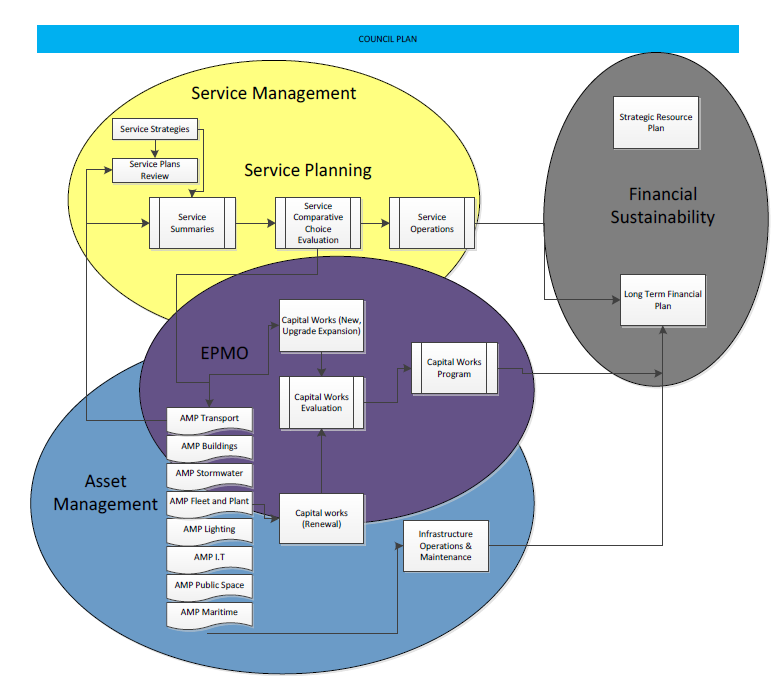 COUNCIL PLAN
Service Management
Service Strategies
Service Plans
Review
Service Planning
Service
Summaries
Service
Comparative
Choice
Evaluation
Service
Operations
Strategic Resource
Plan
Financial
Sustainability
Long Term Financial
Plan
EPMO
Capital Works (New,
Upgrade Expansion)
Capital Works
Program
Capital Works
Evaluation
Asset
Management
AMP Transport
AMP Buildings
AMP Stormwater
AMP Fleet and Plant
AMP Lighting
AMP I.T
AMP Public Space
AMP Maritime
Capital works
(Renewal)
Infrastructure
Operations &
Maintenance